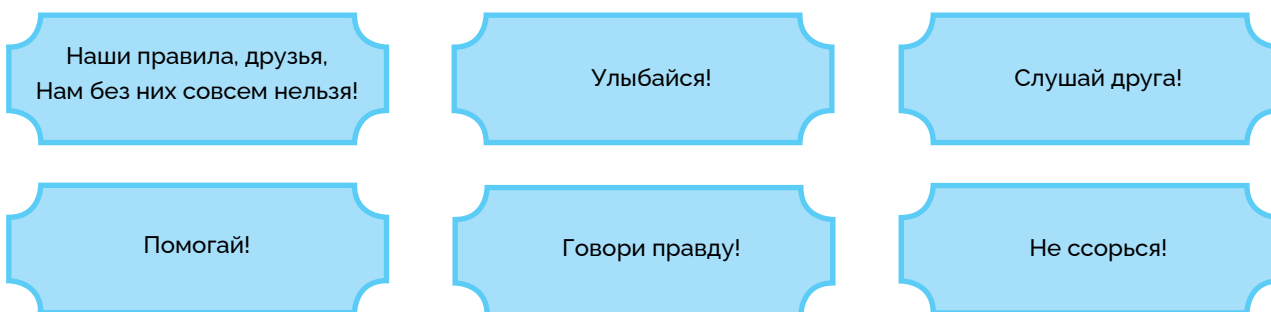 Наши правила, друзья,
Нам без них совсем нельзя!
Улыбайся!
Слушай друга!
Помогай!
Говори правду!
Не ссорься!